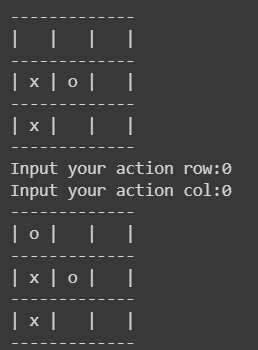 -------------
|   |   |   |
-------------
| x | o |   |
-------------
| x |   |   |
-------------
Input your action row:0
Input your action col:0
-------------
| o |   |   |
-------------
| x | o |   |
-------------
| x |   |   |
-------------